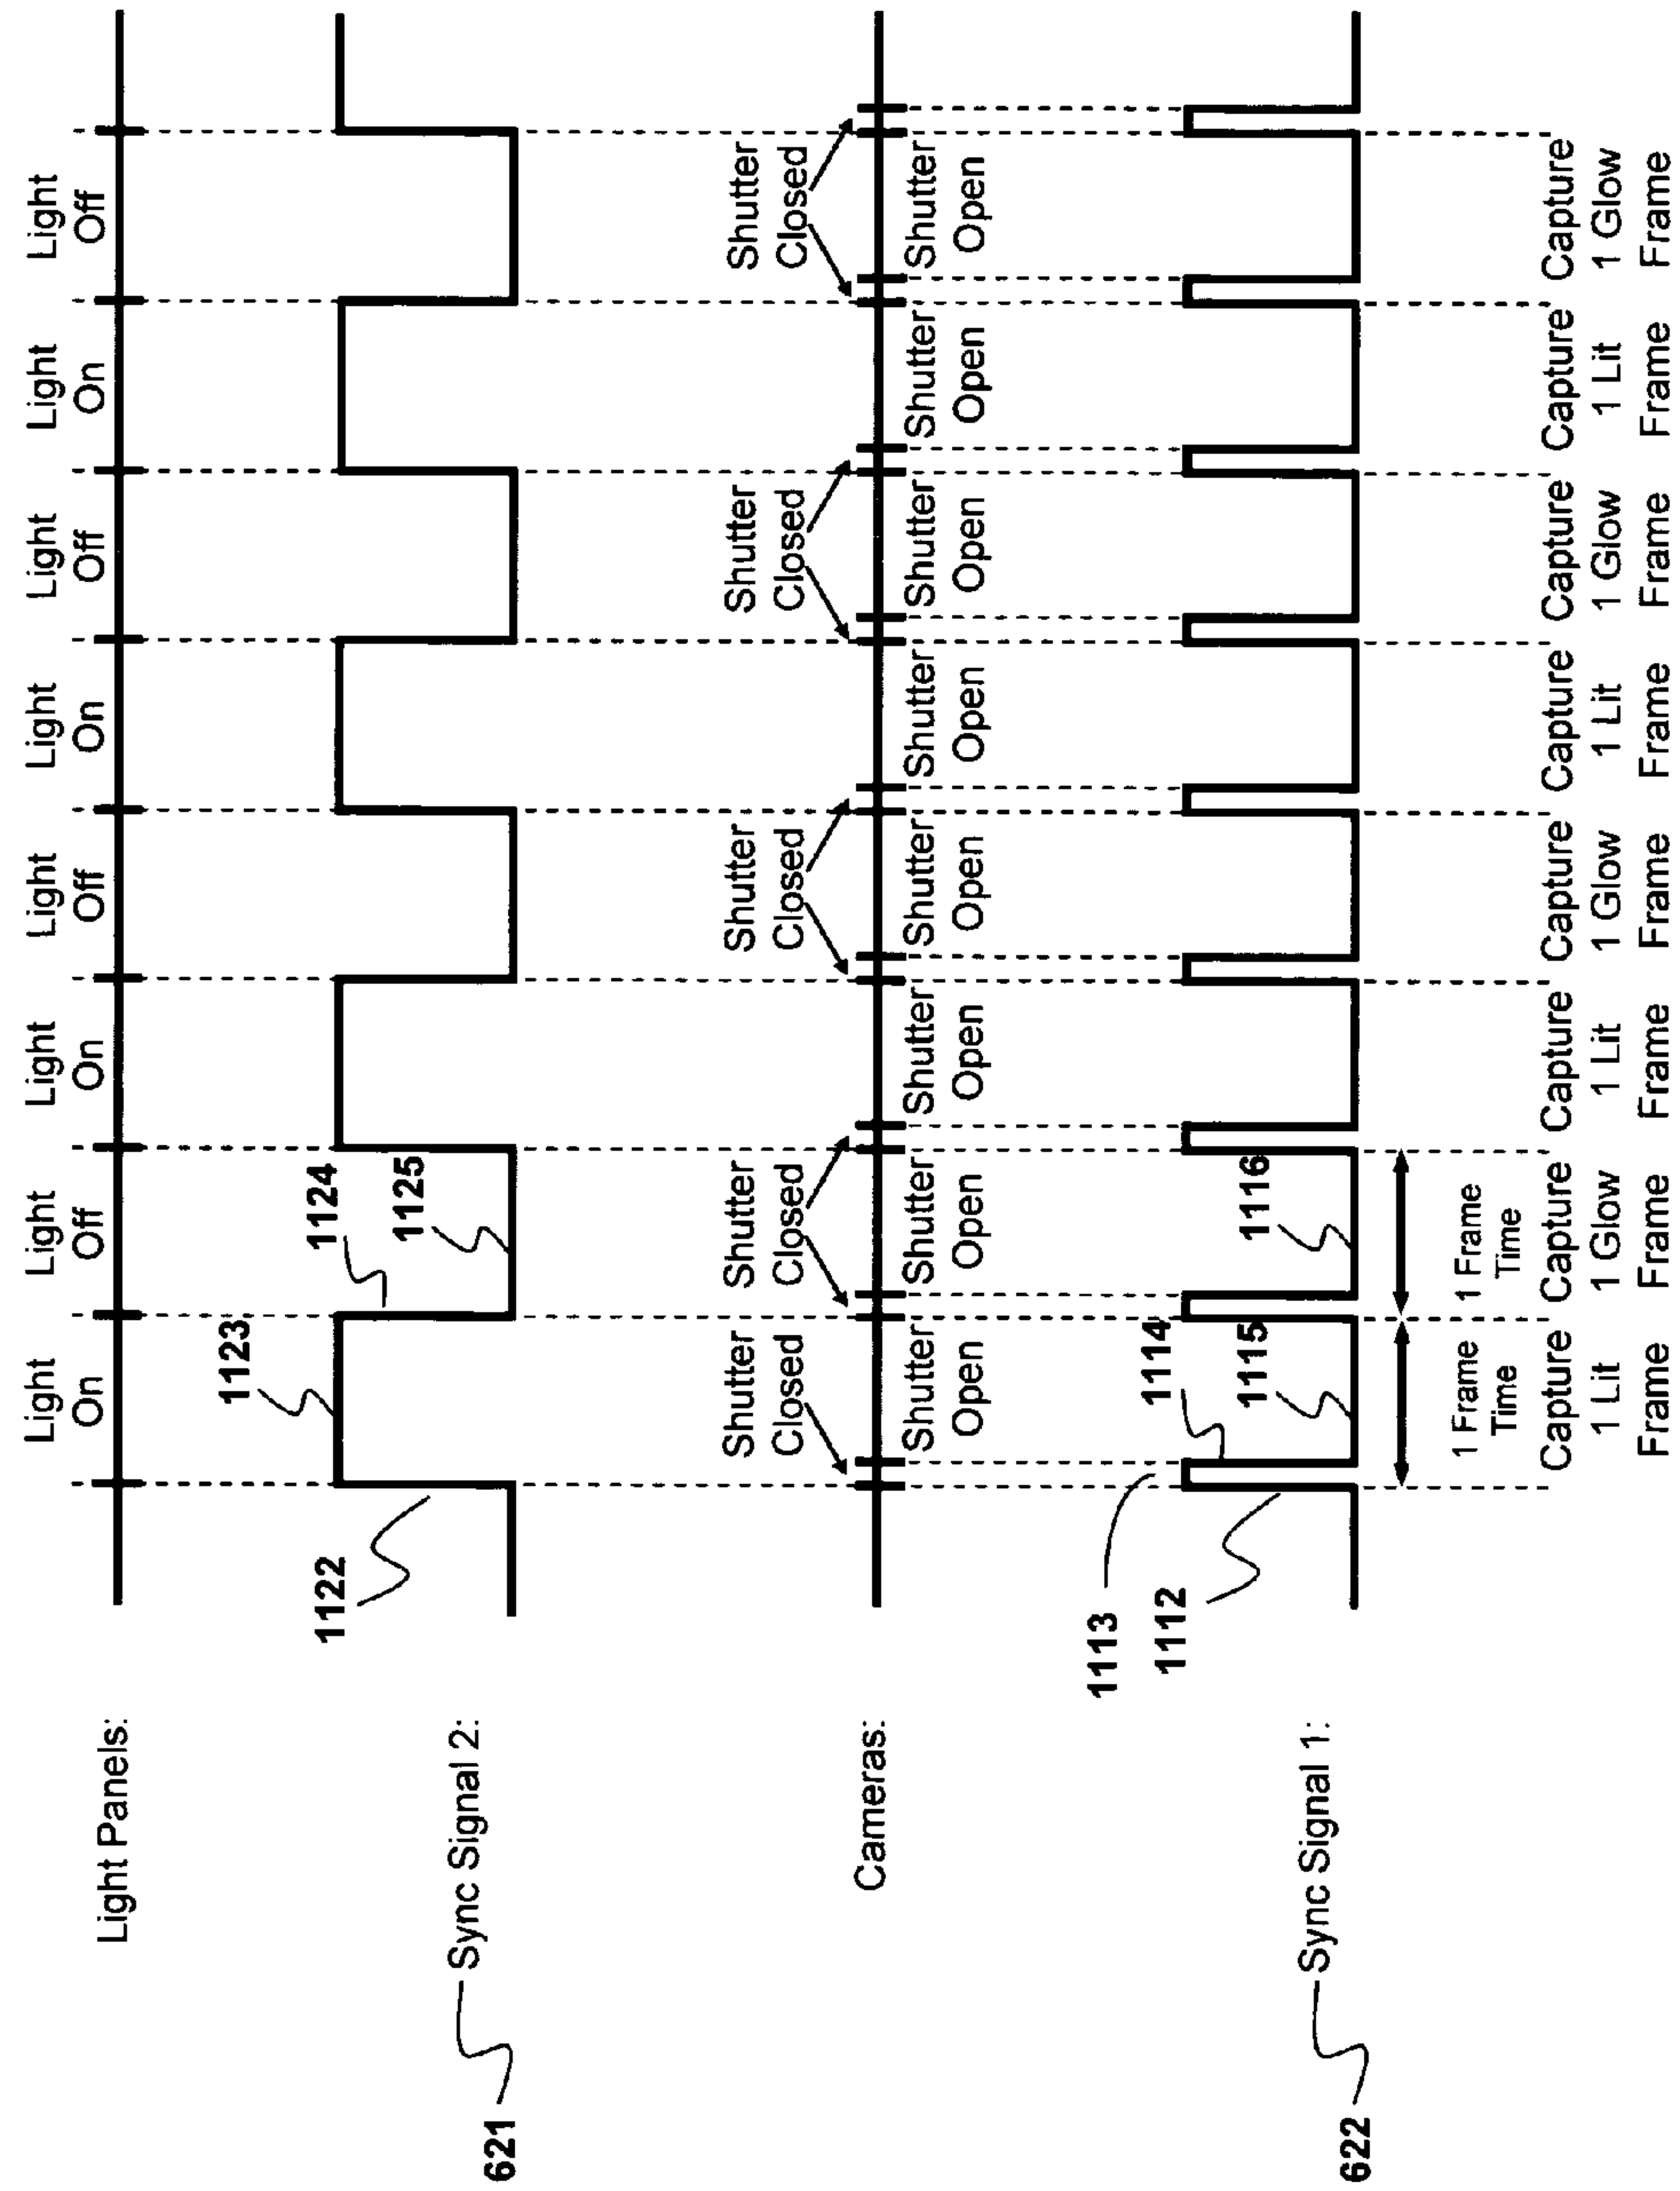 Light Light Light Light Light Light Light Light
On Off On Off On Off On Off
Light Panels:
1123
1122
1124
1125
621 Sync Signal 2:
Shutter Shutter Shutter Shutter Shutter
Closed Closed Closed Closed Closed
Cameras:
Shutter Shutter Shutter Shutter Shutter Shutter Shutter Shutter
Open Open Open Open Open Open Open Open
1113
1112
1114
1115
1116
622 Sync Signal 1:
1 Frame 1 Frame
Time Time
Capture Capture Capture Capture Capture Capture Capture Capture
1 Lit 1 Glow 1 Lit 1 Glow 1 Lit 1 Glow 1 Lit 1 Glow
Frame Frame Frame Frame Frame Frame Frame Frame